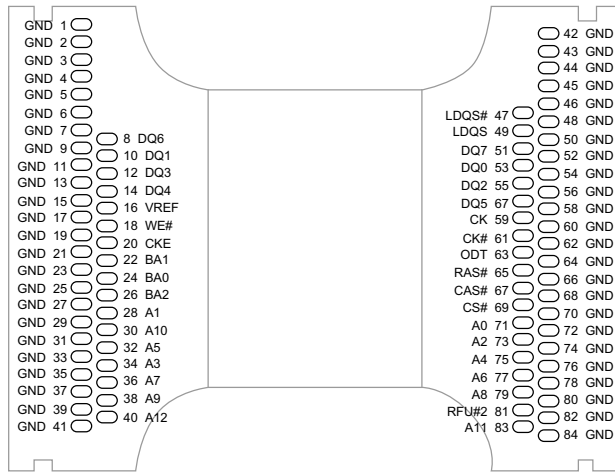 GND 1
GND 2
GND 3
GND 4
GND 5
GND 6
GND 7
8 DQ6
GND 9
10 DQ1
GND 11
12 DQ3
GND 13
14 DQ4
GND 15
16 VREF
GND 17
18 WE#
GND 19
20 CKE
GND 21
22 BA1
GND 23
24 BA0
GND 25
26 BA2
GND 27
28 A1
GND 29
30 A10
GND 31
32 A5
GND 33
34 A3
GND 35
36 A7
GND 37
38 A9
GND 39
40 A12
GND 41
42 GND
43 GND
44 GND
45 GND
46 GND
LDQS# 47
48 GND
LDQS 49
50 GND
DQ7 51
52 GND
DQ0 53
54 GND
DQ2 55
56 GND
DQ5 67
58 GND
CK 59
60 GND
CK# 61
62 GND
ODT 63
64 GND
RAS# 65
66 GND
CAS# 67
68 GND
CS# 69
70 GND
A0 71
72 GND
A2 73
74 GND
A4 75
76 GND
A6 77
78 GND
A8 79
80 GND
RFU#2 81
82 GND
A11 83
84 GND